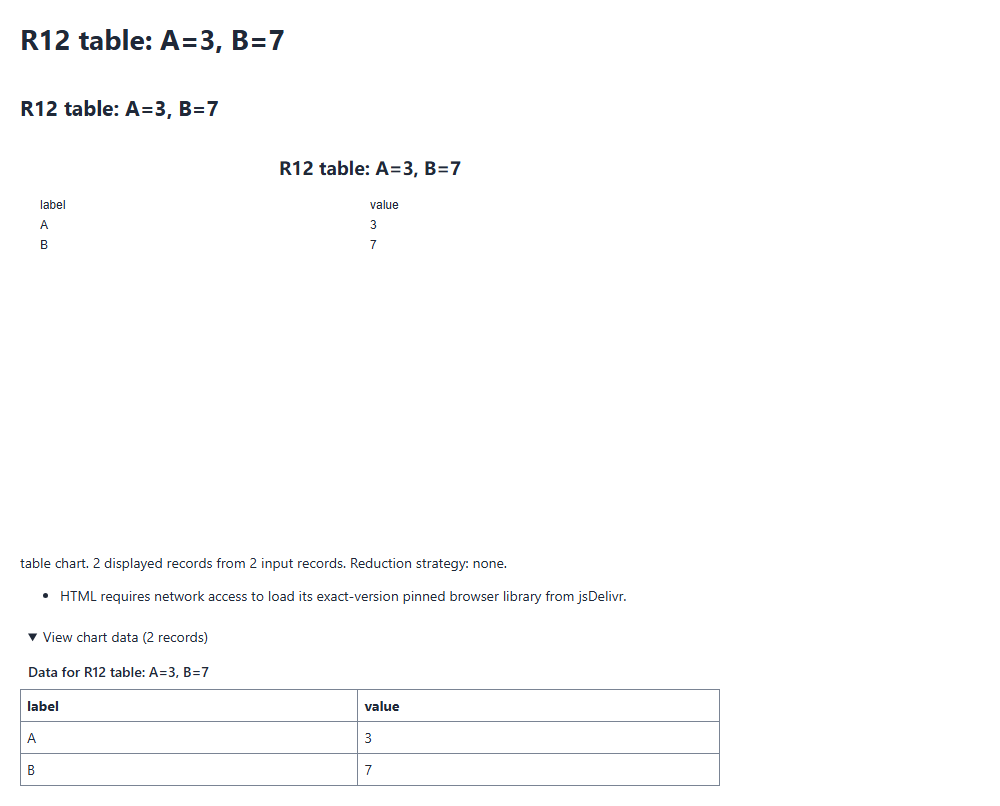 R12 table: A=3, B=7
R12 table: A=3, B=7
R12 table: A=3, B=7
label value
A 3
B 7
table chart. 2 displayed records from 2 input records. Reduction strategy: none.
• HTML requires network access to load its exact-version pinned browser library from jsDelivr.
▼ View chart data (2 records)
Data for R12 table: A=3, B=7
label value
A 3
B 7